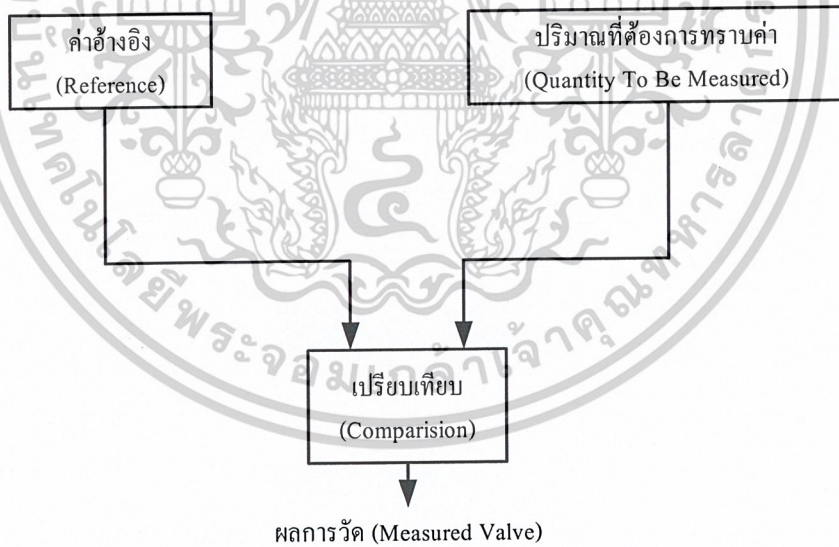 ค่าอ้างอิง
(Reference)
ปริมาณที่ต้องการทราบค่า
(Quantity To Be Measured)
เปรียบเทียบ
(Comparision)
ผลการวัด (Measured Valve)